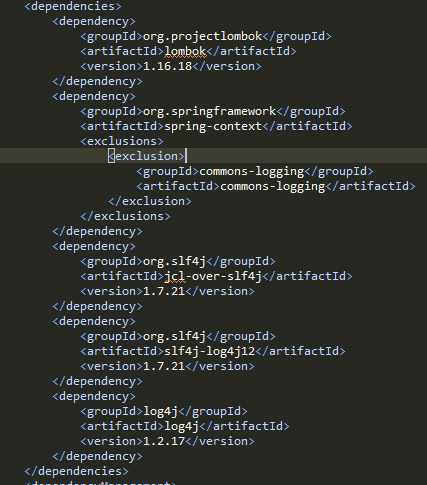 <dependencies>
<dependency>
<groupId>org.projectlombok</groupId>
<artifactId>lombok</artifactId>
<version>1.16.18</version>
</dependency>
<dependency>
<groupId>org.springframework</groupId>
<artifactId>spring-context</artifactId>
<exclusions>
<exclusion>
<groupId>commons-logging</groupId>
<artifactId>commons-logging</artifactId>
</exclusion>
</exclusions>
</dependency>
<dependency>
<groupId>org.slf4j</groupId>
<artifactId>jcl-over-slf4j</artifactId>
<version>1.7.21</version>
</dependency>
<dependency>
<groupId>org.slf4j</groupId>
<artifactId>slf4j-log4j12</artifactId>
<version>1.7.21</version>
</dependency>
<dependency>
<groupId>log4j</groupId>
<artifactId>log4j</artifactId>
<version>1.2.17</version>
</dependency>
</dependencies>
<dependencyManagement>